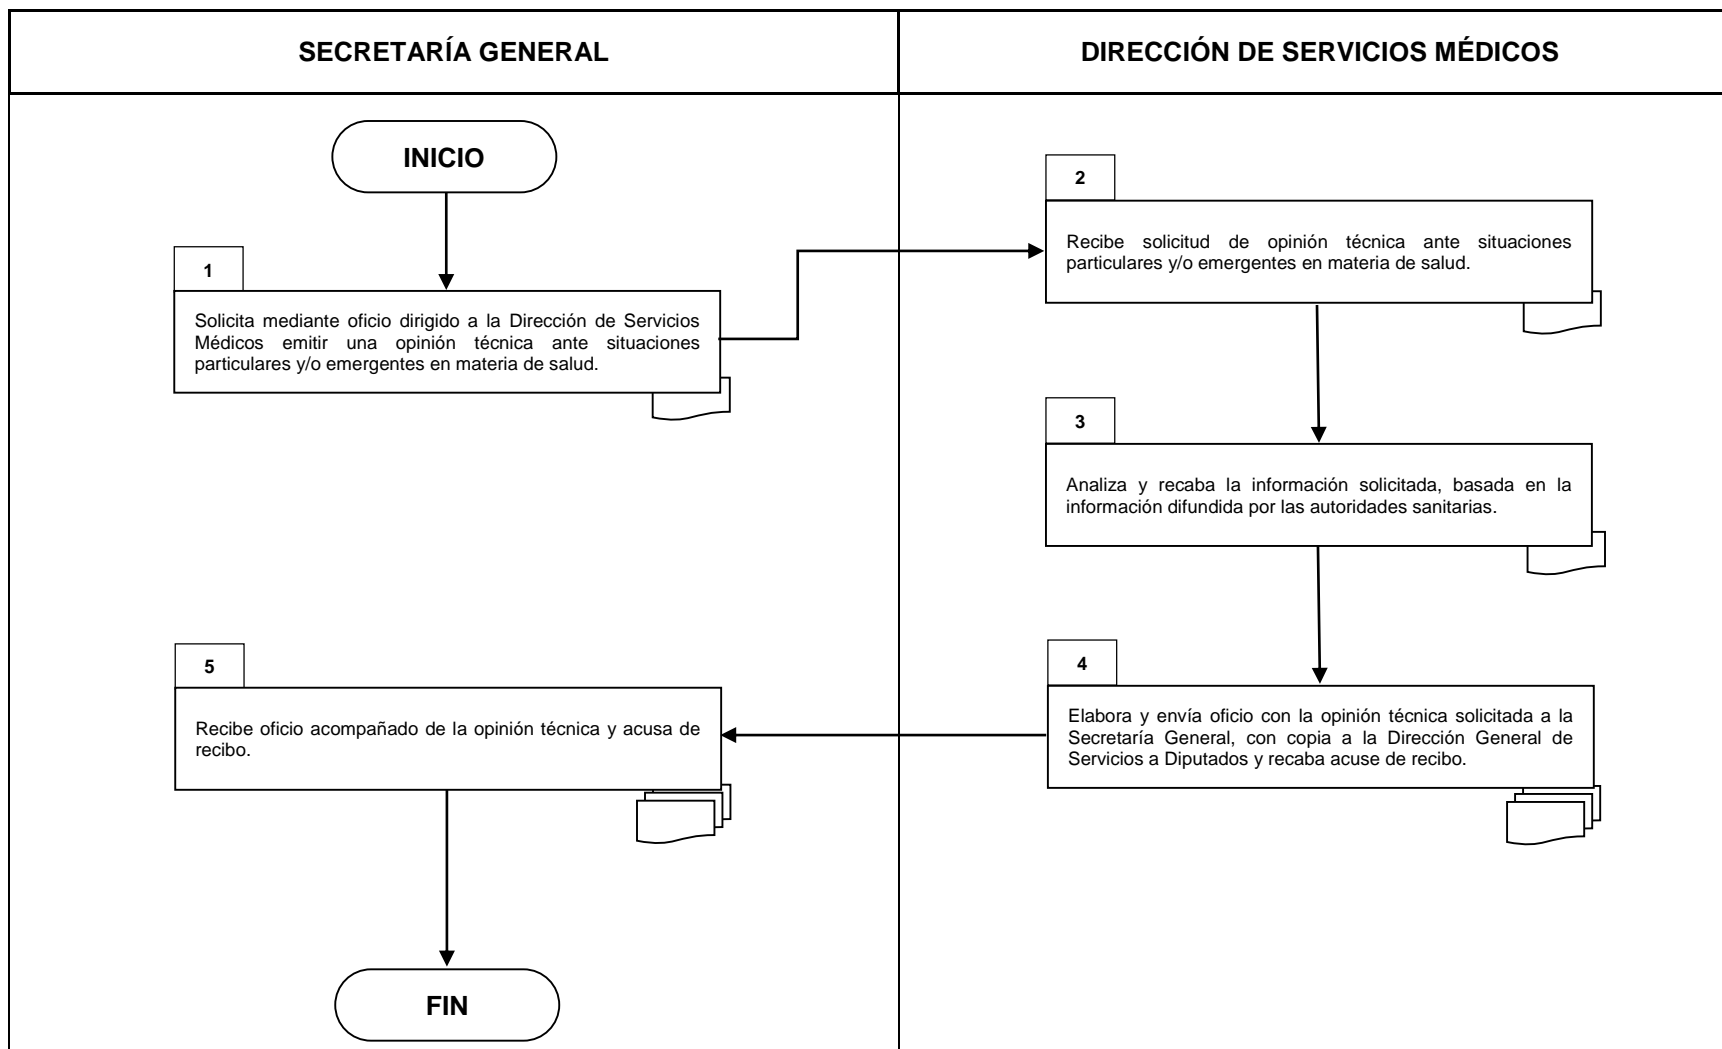 SECRETARÍA GENERAL
DIRECCIÓN DE SERVICIOS MÉDICOS
INICIO
1
Solicita mediante oficio dirigido a la Dirección de Servicios
Médicos emitir una opinión técnica ante situaciones
particulares y/o emergentes en materia de salud.
2
Recibe solicitud de opinión técnica ante situaciones
particulares y/o emergentes en materia de salud.
3
Analiza y recaba la información solicitada, basada en la
información difundida por las autoridades sanitarias.
4
Elabora y envía oficio con la opinión técnica solicitada a la
Secretaría General, con copia a la Dirección General de
Servicios a Diputados y recaba acuse de recibo.
5
Recibe oficio acompañado de la opinión técnica y acusa de
recibo.
FIN